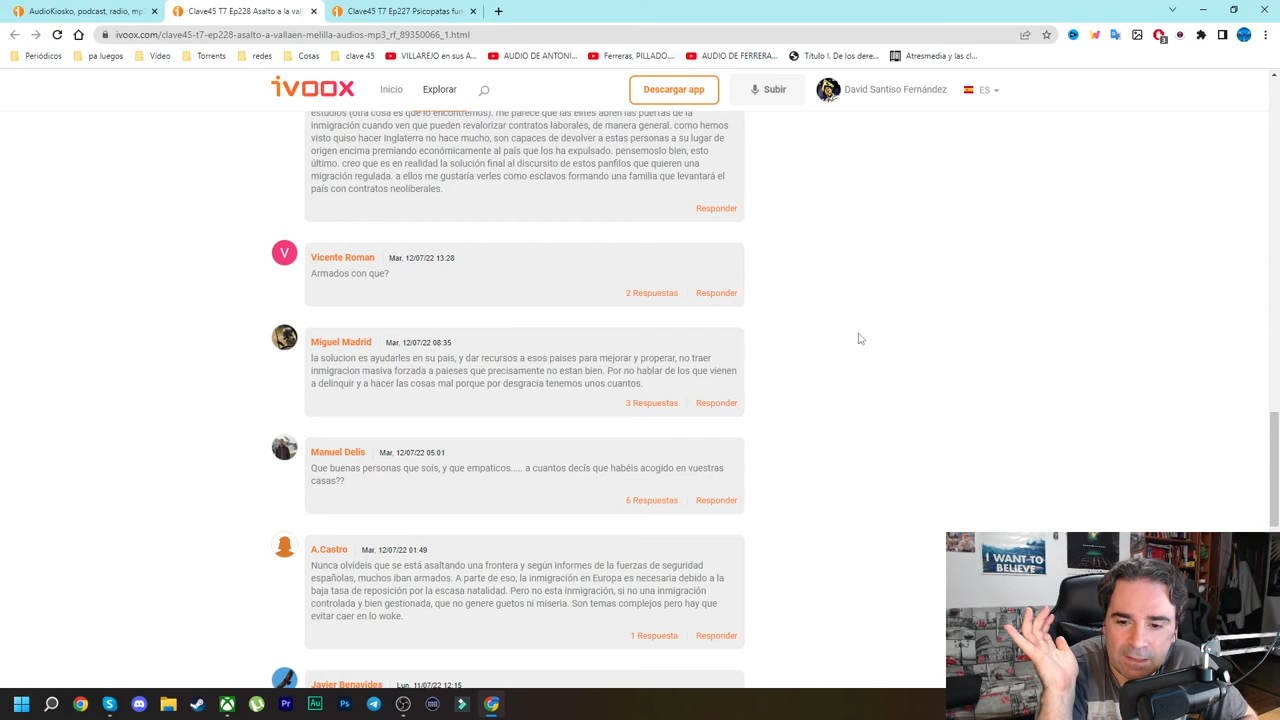 AudioKiosko, podcast, radio, mp3
Clave45 T7 Ep228 Asalto a la vall
Clave45 T7 Ep227 Psicopatas fun
ivoox.com/clave45-t7-ep228-asalto-a-vallaen-melilla-audios-mp3_rf_89350066_1.html
Periódicos
pa luegos
Video
Torrents
redes
Cosas
clave 45
VILLAREJO en sus A...
AUDIO DE ANTONI...
Ferreras, PILLADO...
AUDIO DE FERRERA...
Título I. De los dere...
Atresmedia y las cl...
ivoox
Inicio
Explorar
Descargar app
Subir
David Santiso Fernández
ES
estudios (otra cosa es que lo encontremos). me parece que las elites abren las puertas de la
inmigración cuando ven que pueden revalorizar contratos laborales, de manera general. como hemos
visto quiso hacer Inglaterra no hace mucho, son capaces de devolver a estas personas a su lugar de
origen encima premiando económicamente al país que los ha expulsado. pensemoslo bien, esto
último. creo que es en realidad la solución final al discursito de estos panfilos que quieren una
migración regulada. a ellos me gustaría verles como esclavos formando una familia que levantará el
país con contratos neoliberales.
Responder
V
Vicente Roman
Mar, 12/07/22 13:28
Armados con que?
2 Respuestas
Responder
Miguel Madrid
Mar, 12/07/22 08:35
la solucion es ayudarles en su pais, y dar recursos a esos paises para mejorar y properar, no traer
inmigracion masiva forzada a paieses que precisamente no estan bien. Por no hablar de los que vienen
a delinquir y a hacer las cosas mal porque por desgracia tenemos unos cuantos.
3 Respuestas
Responder
Manuel Delis
Mar, 12/07/22 05:01
Que buenas personas que sois, y que empaticos..... a cuantos decís que habéis acogido en vuestras
casas??
6 Respuestas
Responder
A.Castro
Mar, 12/07/22 01:49
Nunca olvideis que se está asaltando una frontera y según informes de la fuerzas de seguridad
españolas, muchos iban armados. A parte de eso, la inmigración en Europa es necesaria debido a la
baja tasa de reposición por la escasa natalidad. Pero no esta inmigración, si no una inmigración
controlada y bien gestionada, que no genere guetos ni miseria. Son temas complejos pero hay que
evitar caer en lo woke.
1 Respuesta
Responder
Javier Benavides
Lun, 11/07/22 12:15
I WANT TO
BELIEVE